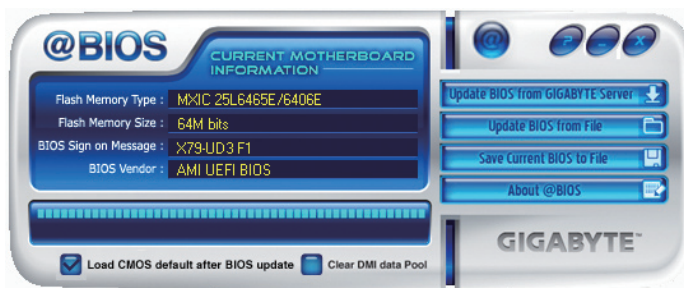 @BIOS
CURRENT MOTHERBOARD
INFORMATION
Flash Memory Type : MXIC 25L6465E/6406E
Flash Memory Size : 64M bits
BIOS Sign on Message : X79-UD3 F1
BIOS Vendor : AMI UEFI BIOS
Load CMOS default after BIOS update
Clear DMI data Pool
@
?
–
X
Update BIOS from GIGABYTE Server
Update BIOS from File
Save Current BIOS to File
About @BIOS
GIGABYTE™